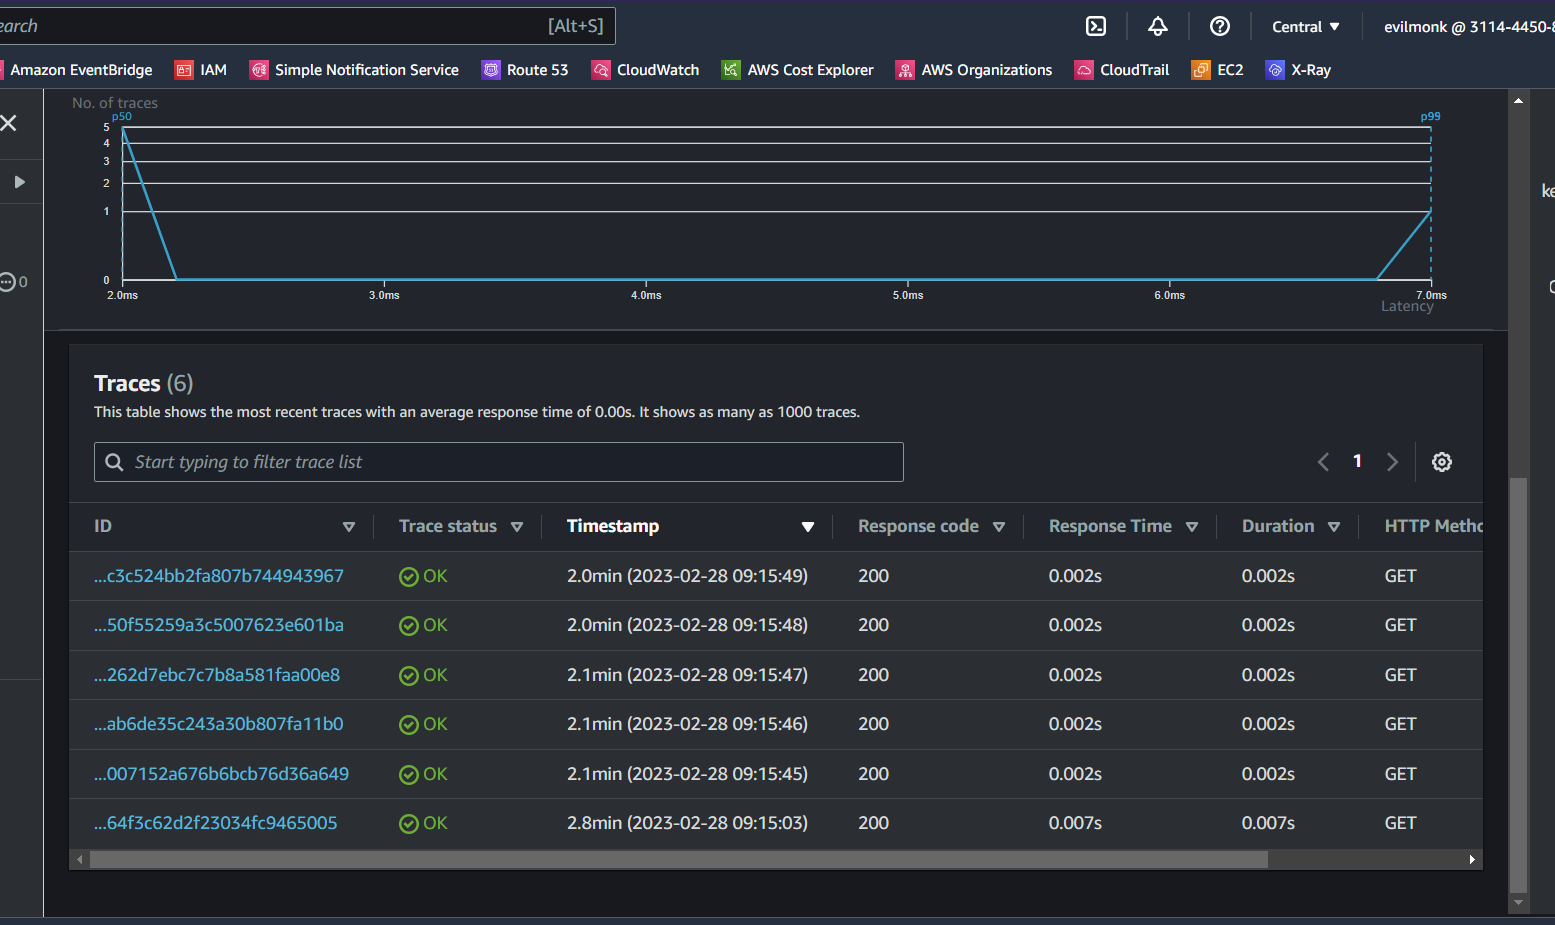 earch [Alt+S] Central evilmonk @ 3114-4450-8
Amazon EventBridge IAM Simple Notification Service Route 53 CloudWatch AWS Cost Explorer AWS Organizations CloudTrail EC2 X-Ray
No. of traces
p50 p99
5
4
3
2
1
0
2.0ms 3.0ms 4.0ms 5.0ms 6.0ms 7.0ms
Latency
0
ke
Traces (6)
This table shows the most recent traces with an average response time of 0.00s. It shows as many as 1000 traces.
Start typing to filter trace list 1
ID Trace status Timestamp Response code Response Time Duration HTTP Metho
...c3c524bb2fa807b744943967 OK 2.0min (2023-02-28 09:15:49) 200 0.002s 0.002s GET
...50f55259a3c5007623e601ba OK 2.0min (2023-02-28 09:15:48) 200 0.002s 0.002s GET
...262d7ebc7c7b8a581faa00e8 OK 2.1min (2023-02-28 09:15:47) 200 0.002s 0.002s GET
...ab6de35c243a30b807fa11b0 OK 2.1min (2023-02-28 09:15:46) 200 0.002s 0.002s GET
...007152a676b6bcb76d36a649 OK 2.1min (2023-02-28 09:15:45) 200 0.002s 0.002s GET
...64f3c62d2f23034fc9465005 OK 2.8min (2023-02-28 09:15:03) 200 0.007s 0.007s GET